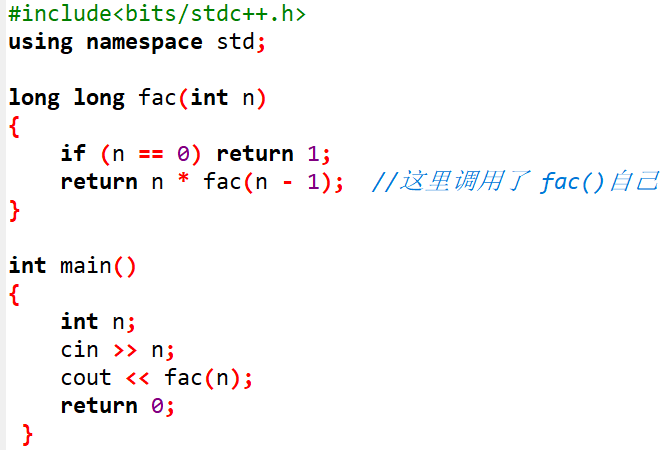 #include<bits/stdc++.h>
using namespace std;
long long fac(int n)
{
if (n == 0) return 1;
return n * fac(n - 1); //这里调用了 fac()自己
}
int main()
{
int n;
cin >> n;
cout << fac(n);
return 0;
}